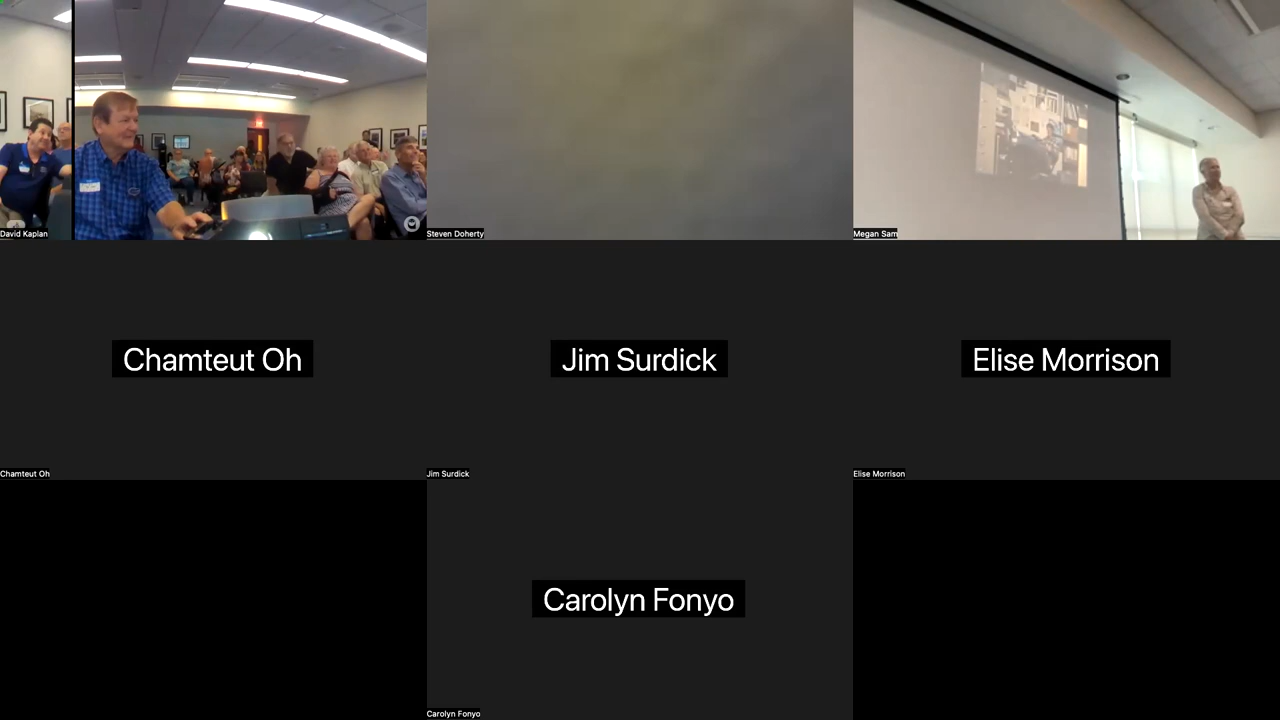 David Kaplan
Steven Doherty
Megan Sam
Chamteut Oh
Jim Surdick
Elise Morrison
Chamteut Oh
Jim Surdick
Elise Morrison
Carolyn Fonyo
Carolyn Fonyo